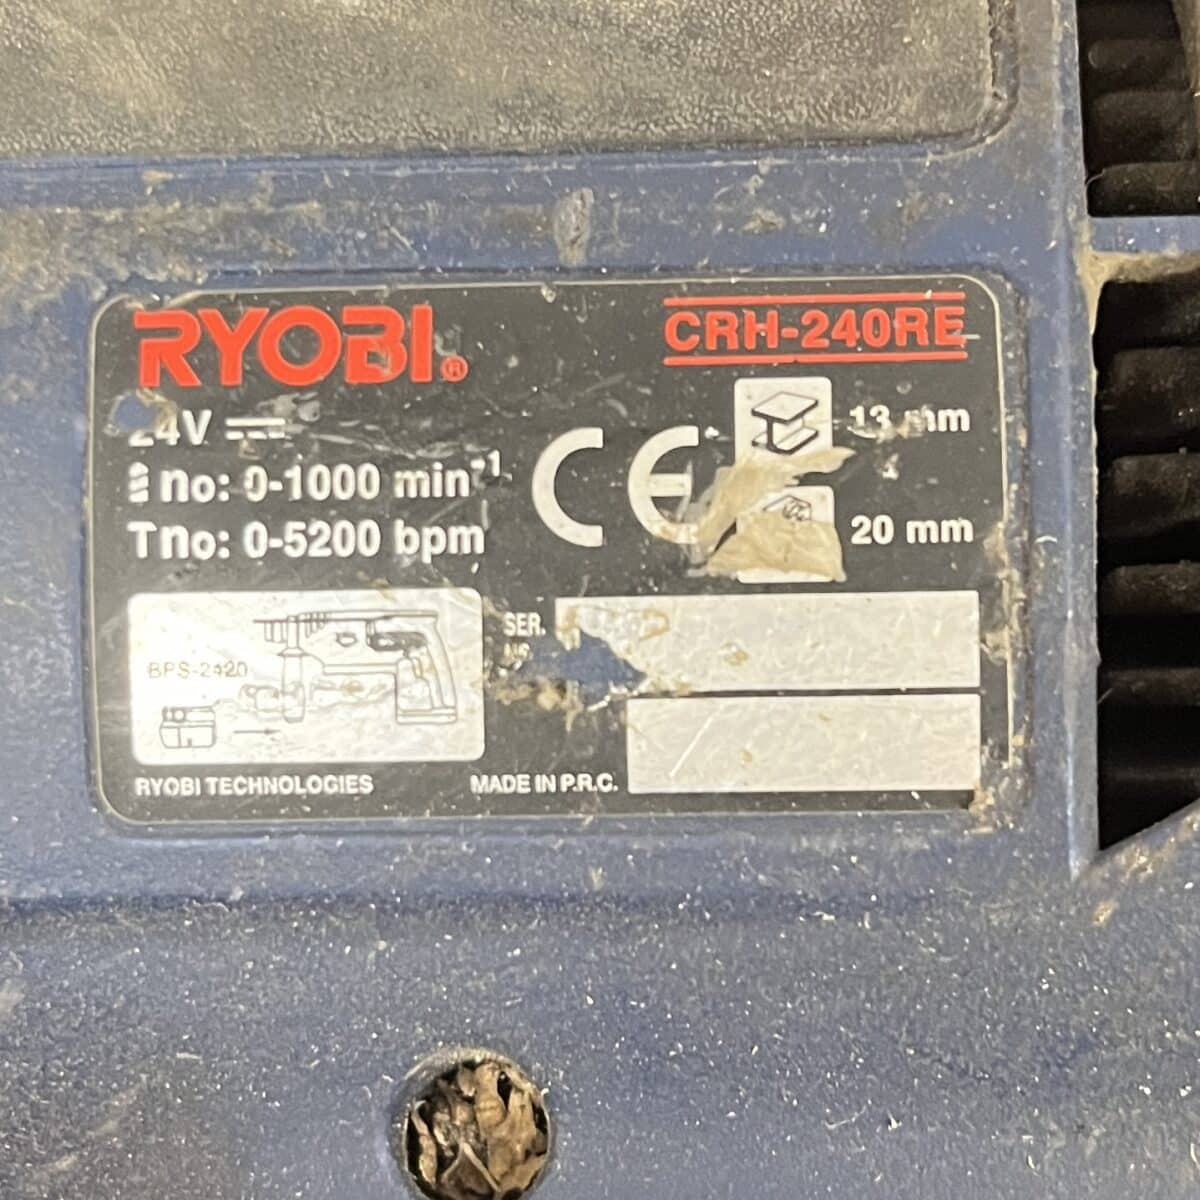 RYOBI®
CRH-240RE
24V
no: 0-1000 min-1
Tno: 0-5200 bpm
CE
13 mm
20 mm
SER.
BPS-2420
RYOBI TECHNOLOGIES
MADE IN P.R.C.